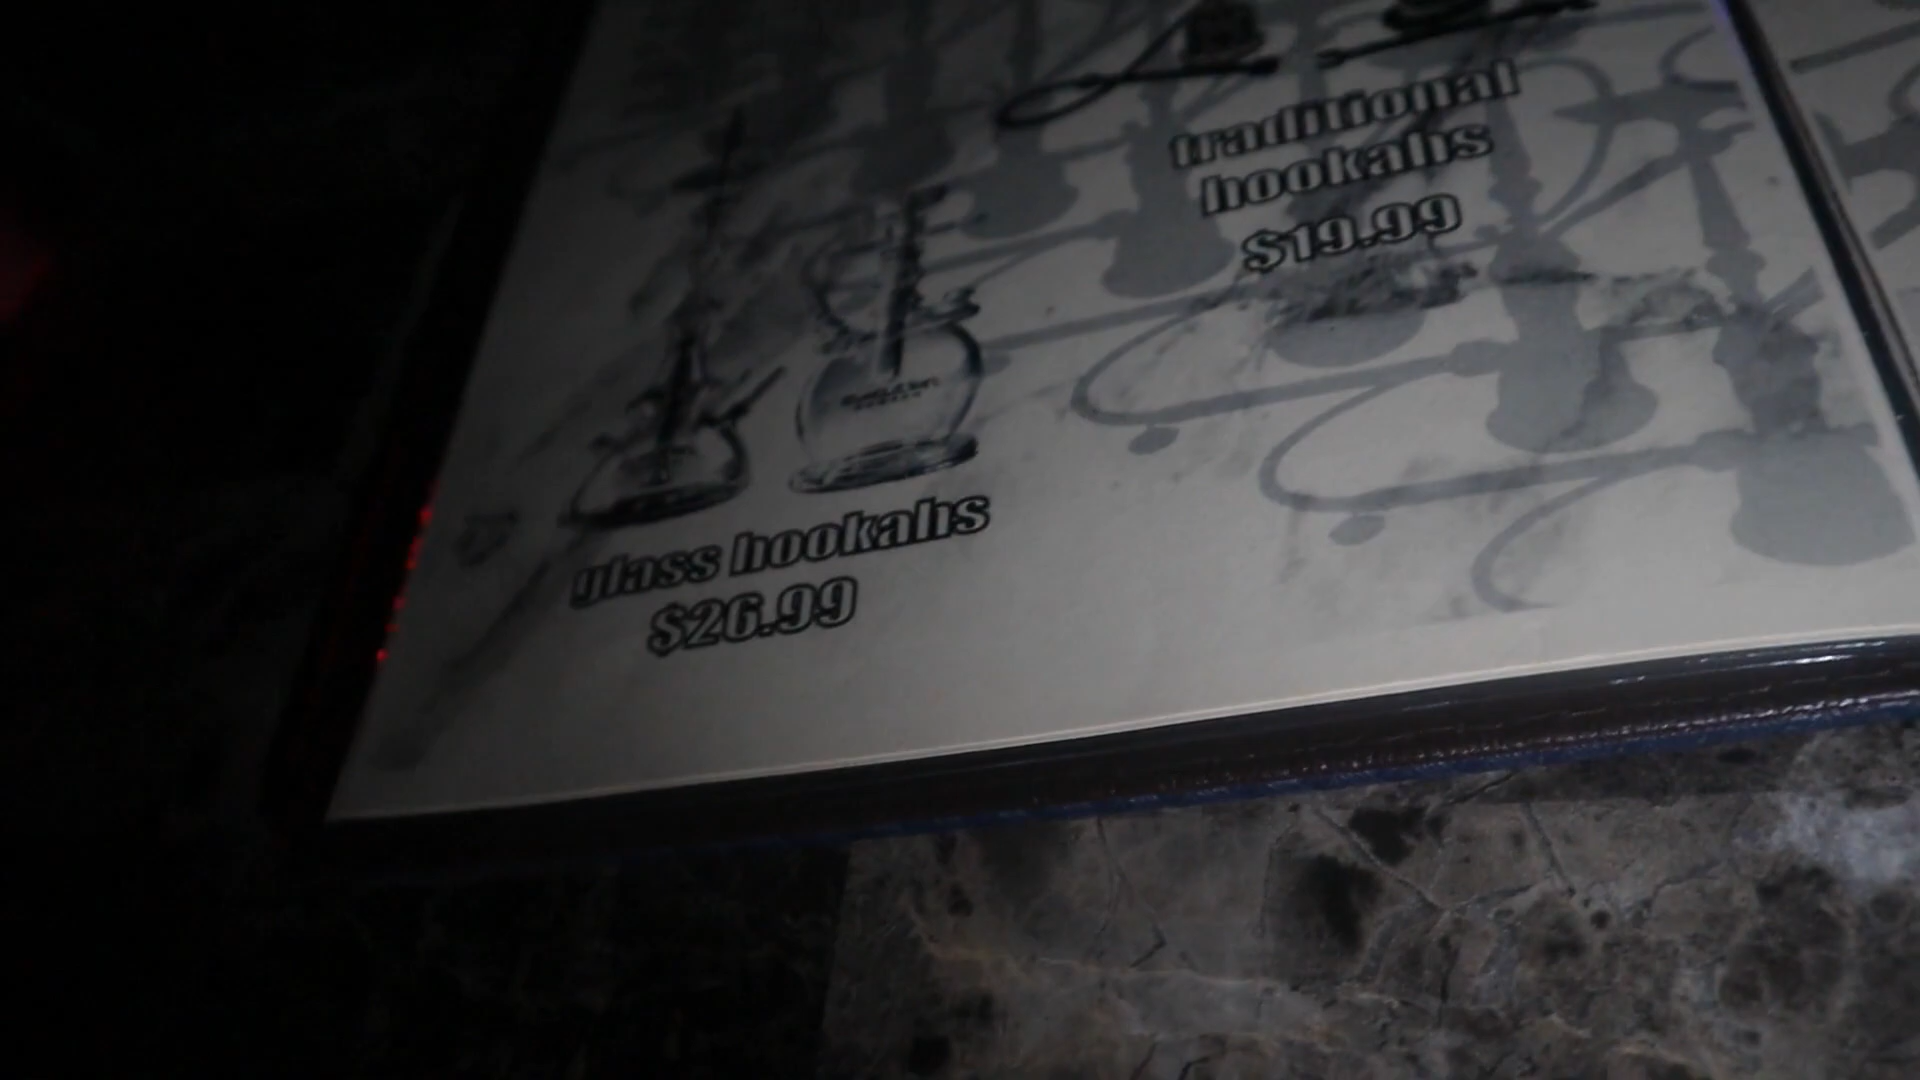 traditional
hookahs
$19.99
glass hookahs
$26.99